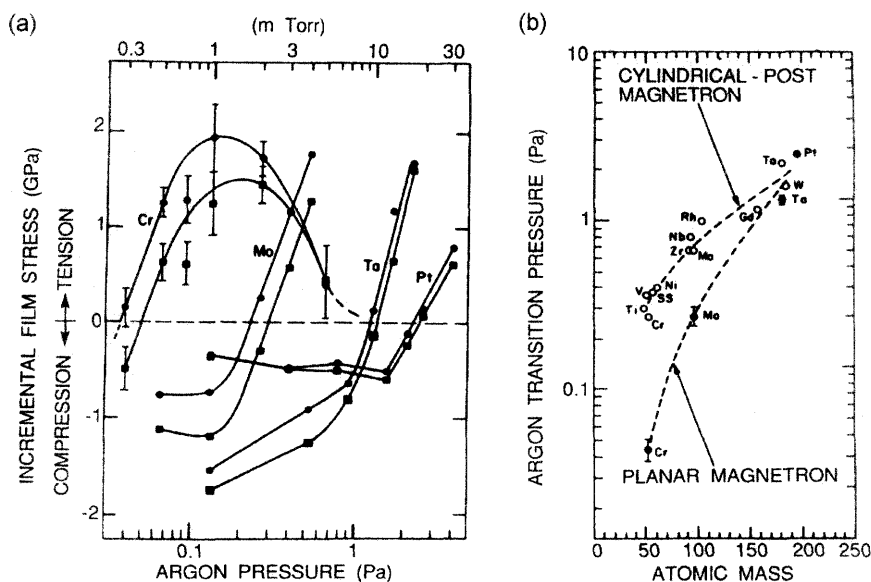 (a)
(m Torr)
0.3 1 3 10 30
INCREMENTAL FILM STRESS (GPa)
COMPRESSION TENSION
2
1
0
-1
-2
Cr
Mo
Ta
Pt
0.1 1
ARGON PRESSURE (Pa)
(b)
ARGON TRANSITION PRESSURE (Pa)
10
1
0.1
CYLINDRICAL - POST
MAGNETRON
Ta Pt
W
Ta
Rh Gd
Nb
Zr Mo
V Ni
SS
Ti
Cr
Mo
Cr
PLANAR MAGNETRON
0 50 100 150 200 250
ATOMIC MASS